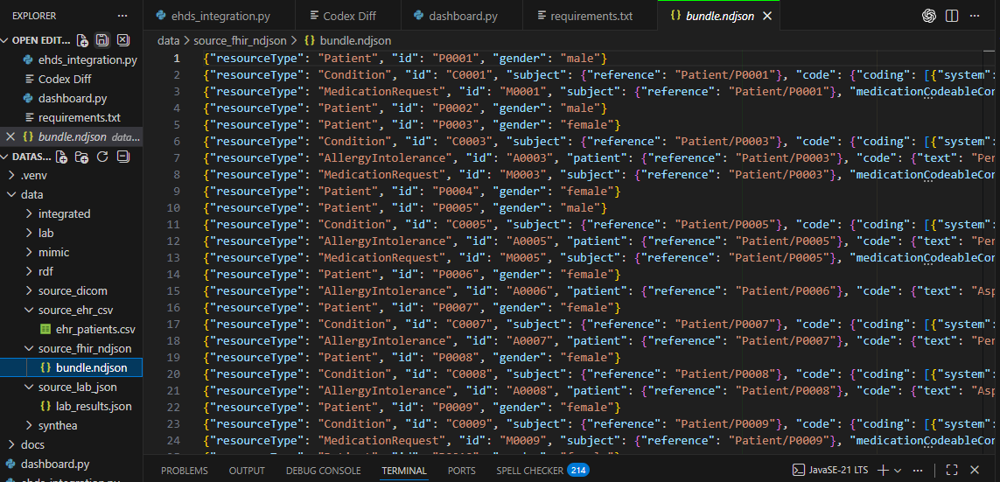 EXPLORER ···
ehds_integration.py
Codex Diff
dashboard.py
requirements.txt
bundle.ndjson
OPEN EDIT...
ehds_integration.py
Codex Diff
dashboard.py
requirements.txt
bundle.ndjson data...
DATAS...
.venv
data
integrated
lab
mimic
rdf
source_dicom
source_ehr_csv
ehr_patients.csv
source_fhir_ndjson
bundle.ndjson
source_lab_json
lab_results.json
synthea
docs
dashboard.py
data > source_fhir_ndjson > {} bundle.ndjson
1 {"resourceType": "Patient", "id": "P0001", "gender": "male"}
2 {"resourceType": "Condition", "id": "C0001", "subject": {"reference": "Patient/P0001"}, "code": {"coding": [{"system":
3 {"resourceType": "MedicationRequest", "id": "M0001", "subject": {"reference": "Patient/P0001"}, "medicationCodeableCon
4 {"resourceType": "Patient", "id": "P0002", "gender": "male"}
5 {"resourceType": "Patient", "id": "P0003", "gender": "female"}
6 {"resourceType": "Condition", "id": "C0003", "subject": {"reference": "Patient/P0003"}, "code": {"coding": [{"system":
7 {"resourceType": "AllergyIntolerance", "id": "A0003", "patient": {"reference": "Patient/P0003"}, "code": {"text": "Pen
8 {"resourceType": "MedicationRequest", "id": "M0003", "subject": {"reference": "Patient/P0003"}, "medicationCodeableCon
9 {"resourceType": "Patient", "id": "P0004", "gender": "female"}
10 {"resourceType": "Patient", "id": "P0005", "gender": "male"}
11 {"resourceType": "Condition", "id": "C0005", "subject": {"reference": "Patient/P0005"}, "code": {"coding": [{"system":
12 {"resourceType": "AllergyIntolerance", "id": "A0005", "patient": {"reference": "Patient/P0005"}, "code": {"text": "Pen
13 {"resourceType": "MedicationRequest", "id": "M0005", "subject": {"reference": "Patient/P0005"}, "medicationCodeableCon
14 {"resourceType": "Patient", "id": "P0006", "gender": "female"}
15 {"resourceType": "AllergyIntolerance", "id": "A0006", "patient": {"reference": "Patient/P0006"}, "code": {"text": "Asp
16 {"resourceType": "Patient", "id": "P0007", "gender": "female"}
17 {"resourceType": "Condition", "id": "C0007", "subject": {"reference": "Patient/P0007"}, "code": {"coding": [{"system":
18 {"resourceType": "AllergyIntolerance", "id": "A0007", "patient": {"reference": "Patient/P0007"}, "code": {"text": "Pen
19 {"resourceType": "Patient", "id": "P0008", "gender": "female"}
20 {"resourceType": "Condition", "id": "C0008", "subject": {"reference": "Patient/P0008"}, "code": {"coding": [{"system":
21 {"resourceType": "AllergyIntolerance", "id": "A0008", "patient": {"reference": "Patient/P0008"}, "code": {"text": "Asp
22 {"resourceType": "Patient", "id": "P0009", "gender": "female"}
23 {"resourceType": "Condition", "id": "C0009", "subject": {"reference": "Patient/P0009"}, "code": {"coding": [{"system":
24 {"resourceType": "MedicationRequest", "id": "M0009", "subject": {"reference": "Patient/P0009"}, "medicationCodeableCon
PROBLEMS OUTPUT DEBUG CONSOLE TERMINAL PORTS SPELL CHECKER 214 JavaSE-21 LTS